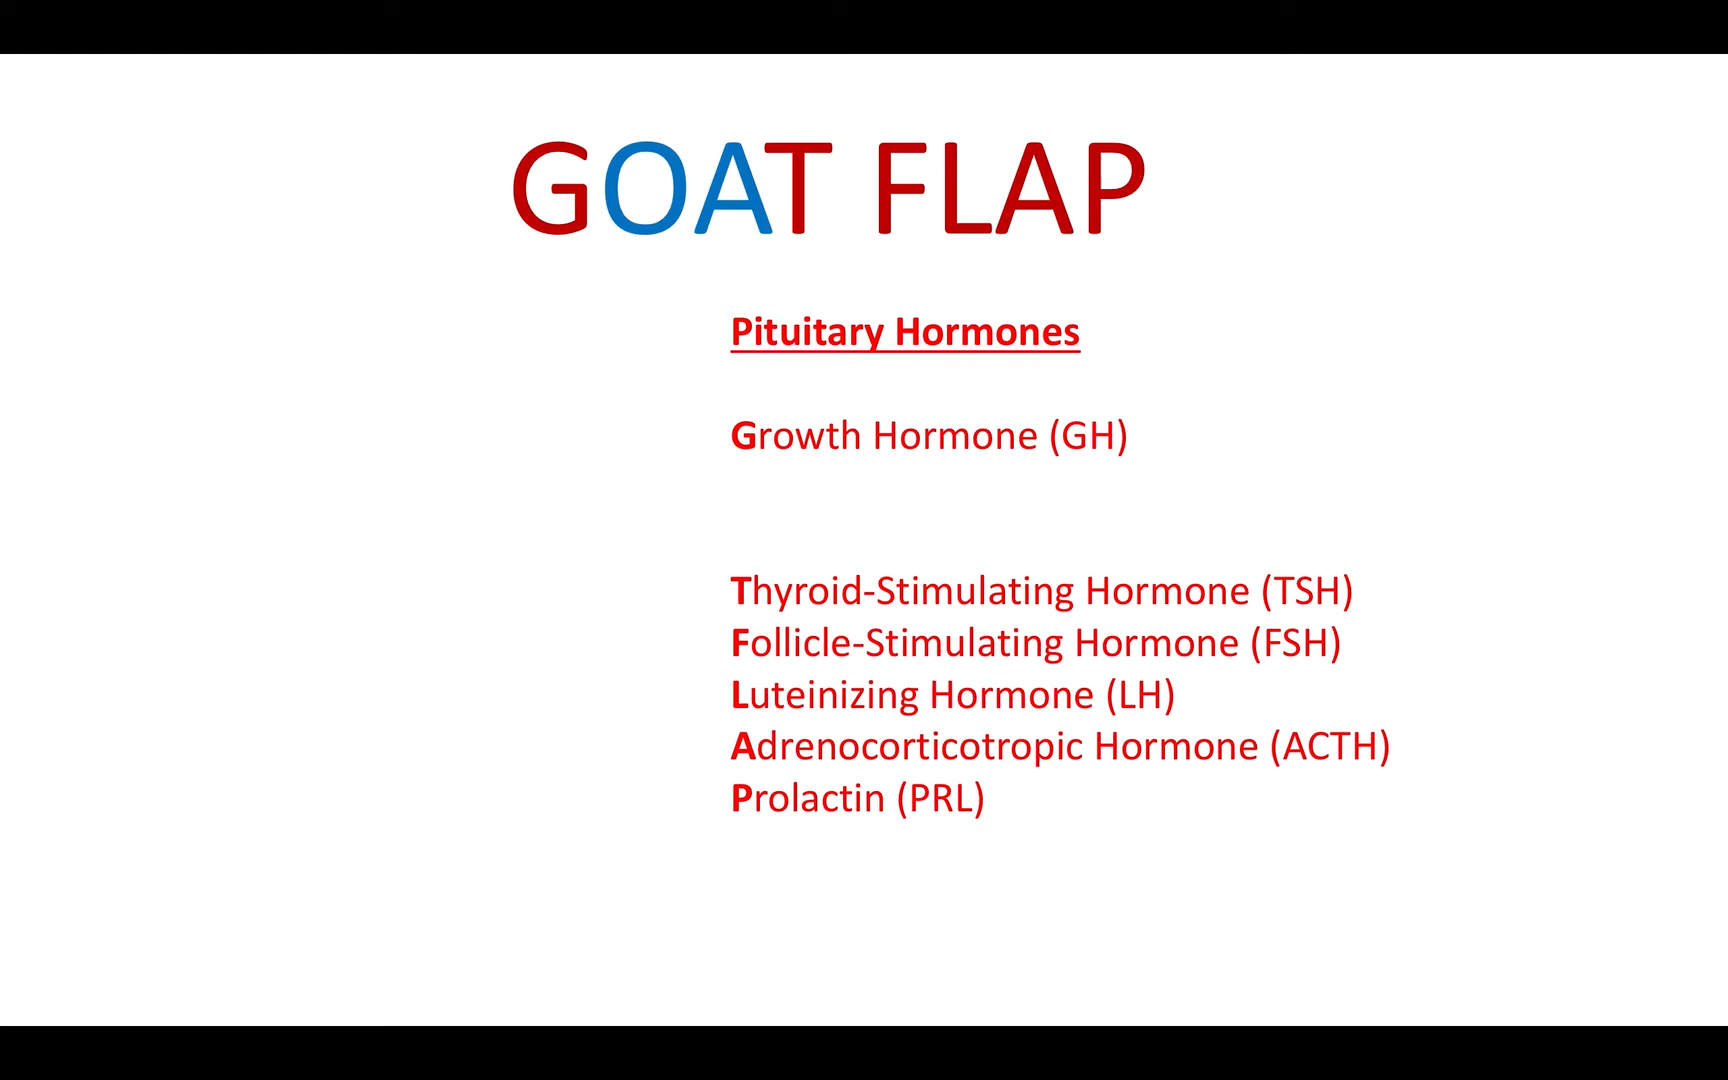 GOAT FLAP
Pituitary Hormones
Growth Hormone (GH)
Thyroid-Stimulating Hormone (TSH)
Follicle-Stimulating Hormone (FSH)
Luteinizing Hormone (LH)
Adrenocorticotropic Hormone (ACTH)
Prolactin (PRL)